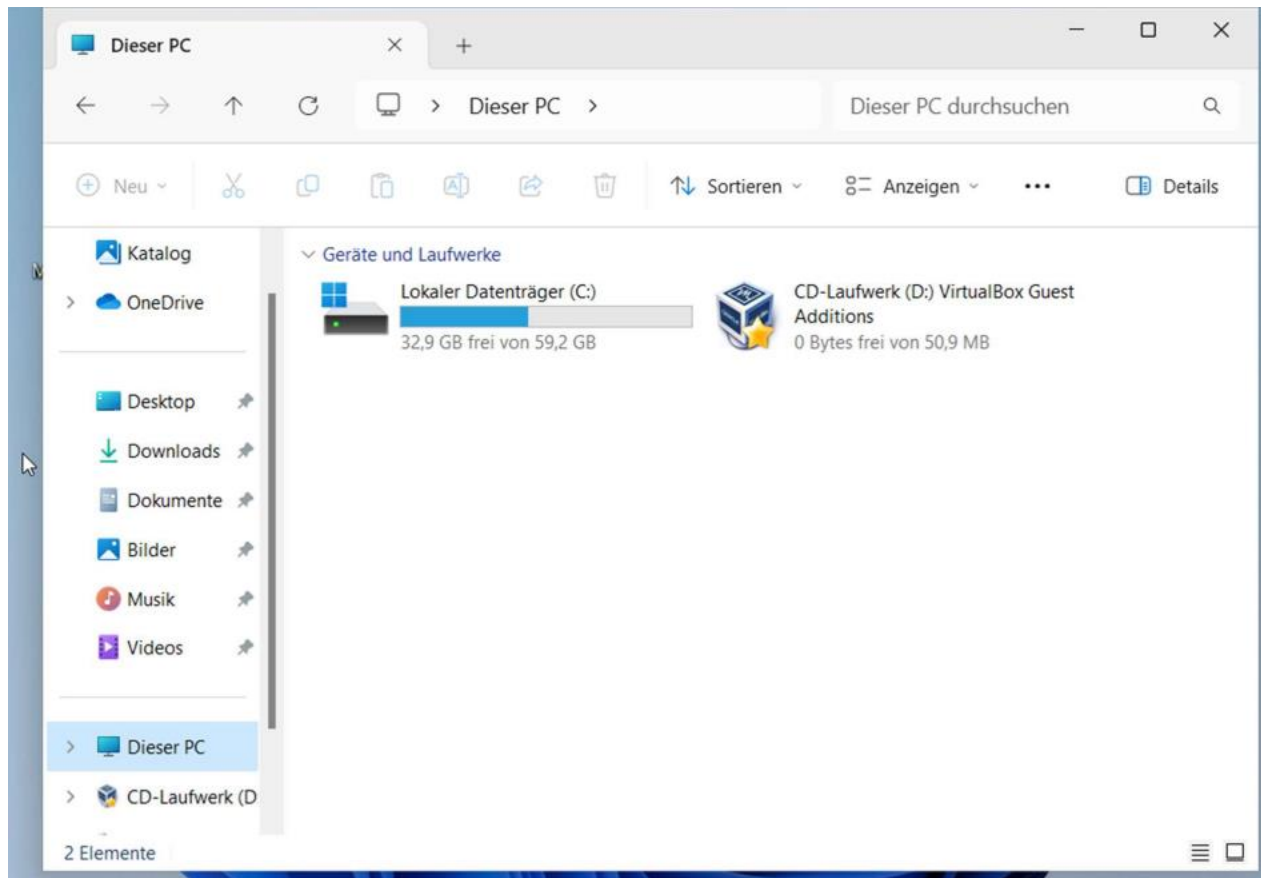 Dieser PC
Dieser PC
Dieser PC durchsuchen
Neu
Sortieren
Anzeigen
Details
Katalog
OneDrive
Desktop
Downloads
Dokumente
Bilder
Musik
Videos
Dieser PC
CD-Laufwerk (D
Geräte und Laufwerke
Lokaler Datenträger (C:)
32,9 GB frei von 59,2 GB
CD-Laufwerk (D:) VirtualBox Guest
Additions
0 Bytes frei von 50,9 MB
2 Elemente